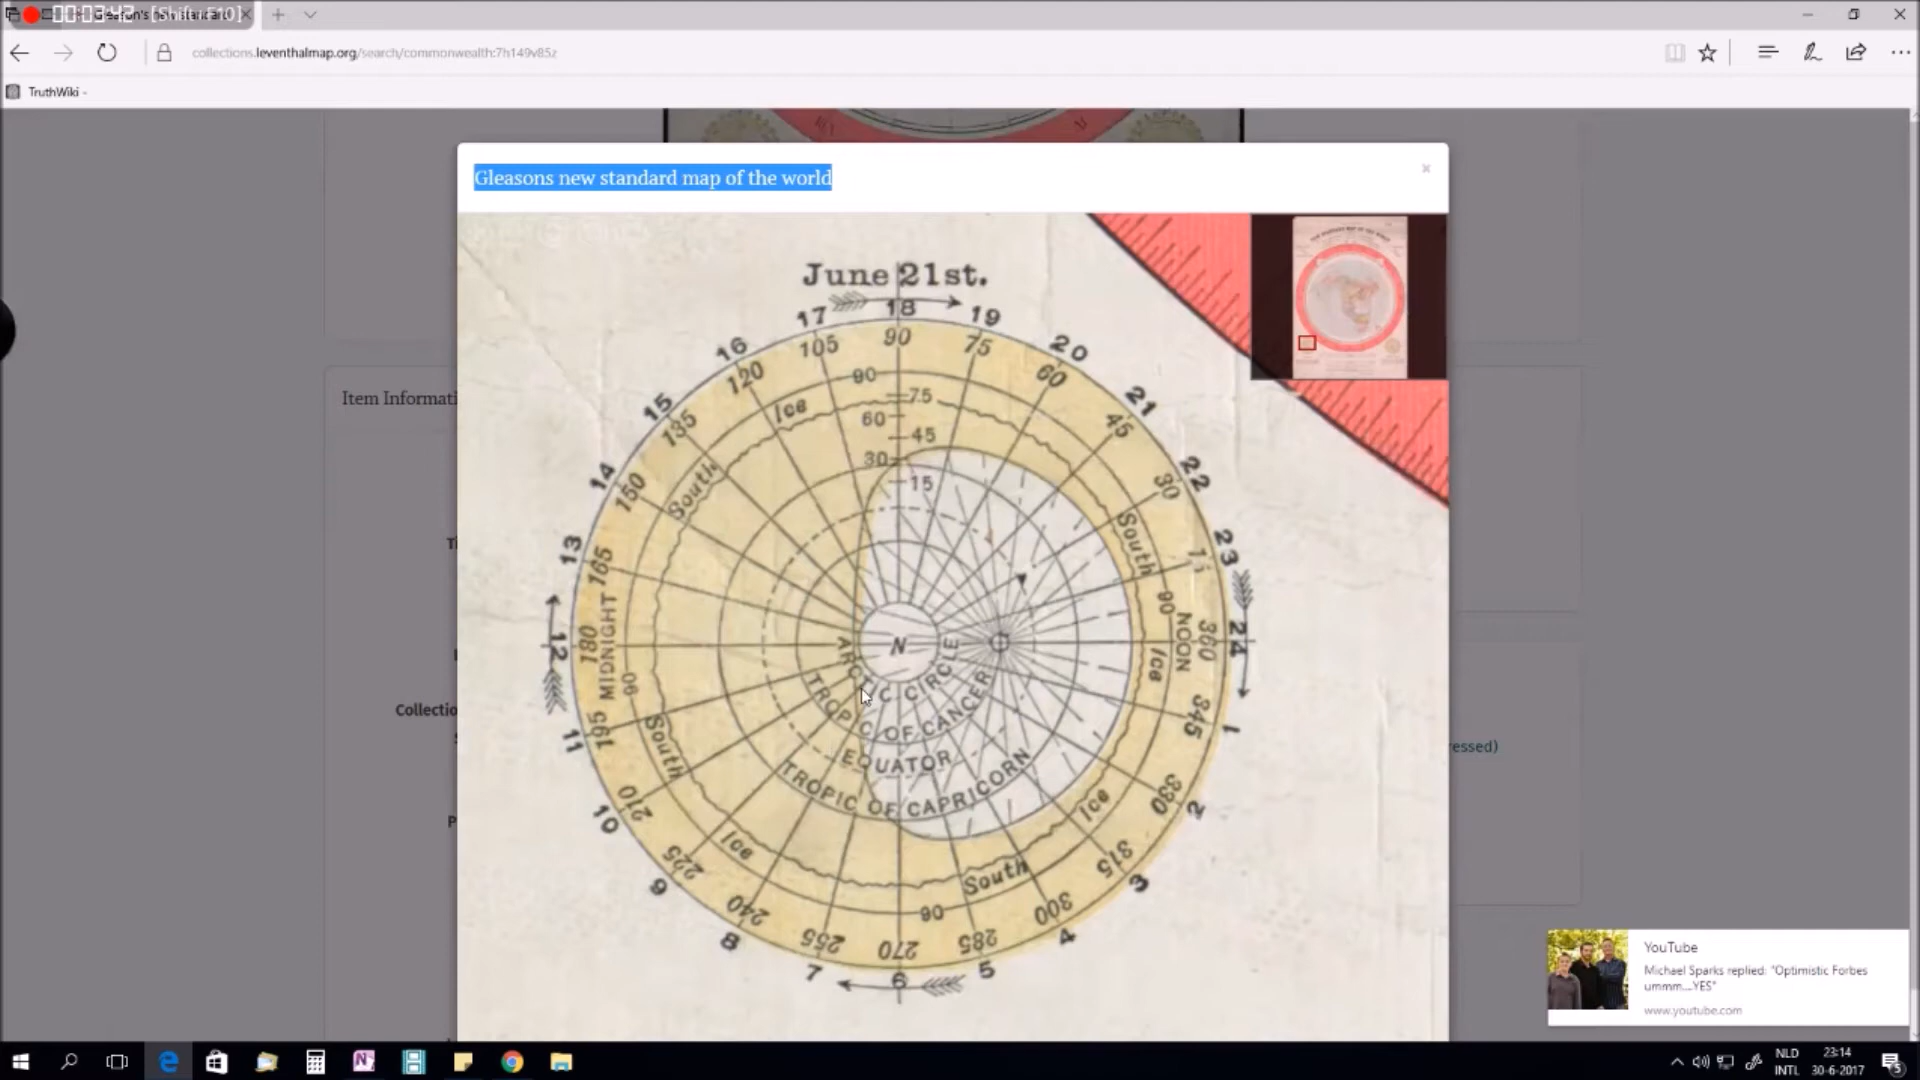 Gleason's new standard
collections.leventhalmap.org/search/commonwealth:7h149v85z
TruthWiki -
Gleasons new standard map of the world
×
June 21st.
17 18 19
16 20
15 21
14 22
13 23
12 24
11 1
10 2
9 3
8 4
7 6 5
105 90 75
120 60
135 45
150 30
165 15
180 360
195 345
210 330
225 315
240 300
255 270 285
90
75
60
45
30
15
Ice
South
South
90
Ice
NOON
MIDNIGHT
90
N
ARCTIC CIRCLE
TROPIC OF CANCER
EQUATOR
TROPIC OF CAPRICORN
South
Ice
Ice
South
90
Item Informati
Ti
Collectio
P
essed)
YouTube
Michael Sparks replied: "Optimistic Forbes
ummm....YES"
www.youtube.com
NLD
INTL
23:14
30-6-2017